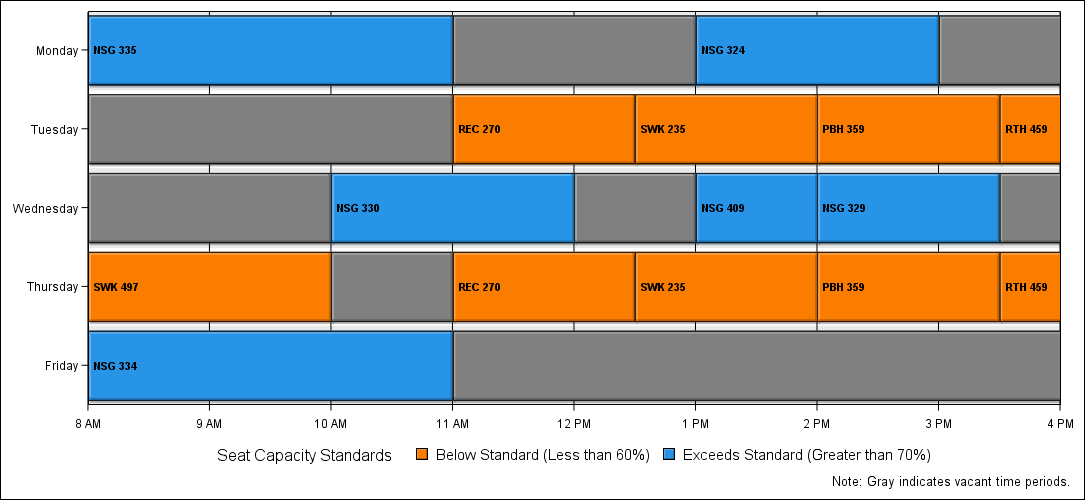 Monday
NSG 335
NSG 324
Tuesday
REC 270
SWK 235
PBH 359
RTH 459
Wednesday
NSG 330
NSG 409
NSG 329
Thursday
SWK 497
REC 270
SWK 235
PBH 359
RTH 459
Friday
NSG 334
8 AM 9 AM 10 AM 11 AM 12 PM 1 PM 2 PM 3 PM 4 PM
Seat Capacity Standards Below Standard (Less than 60%) Exceeds Standard (Greater than 70%)
Note: Gray indicates vacant time periods.